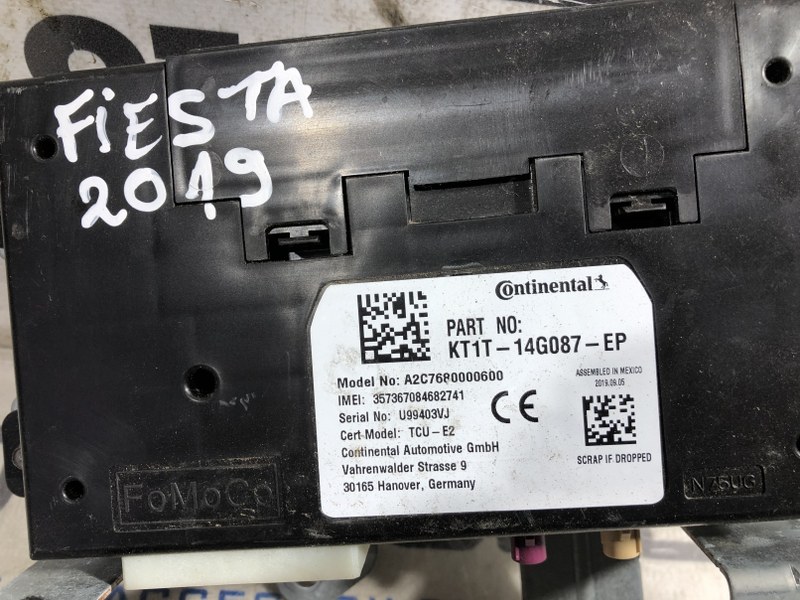 FiESTA
2019
Continental
PART NO:
KT1T-14G087-EP
Model No: A2C7680000600
IMEI: 357367084682741
Serial No: U99403VJ
Cert Model: TCU-E2
Continental Automotive GmbH
Vahrenwalder Strasse 9
30165 Hanover, Germany
CE
ASSEMBLED IN MEXICO
2019.09.05
SCRAP IF DROPPED
FoMoCo
N75UG